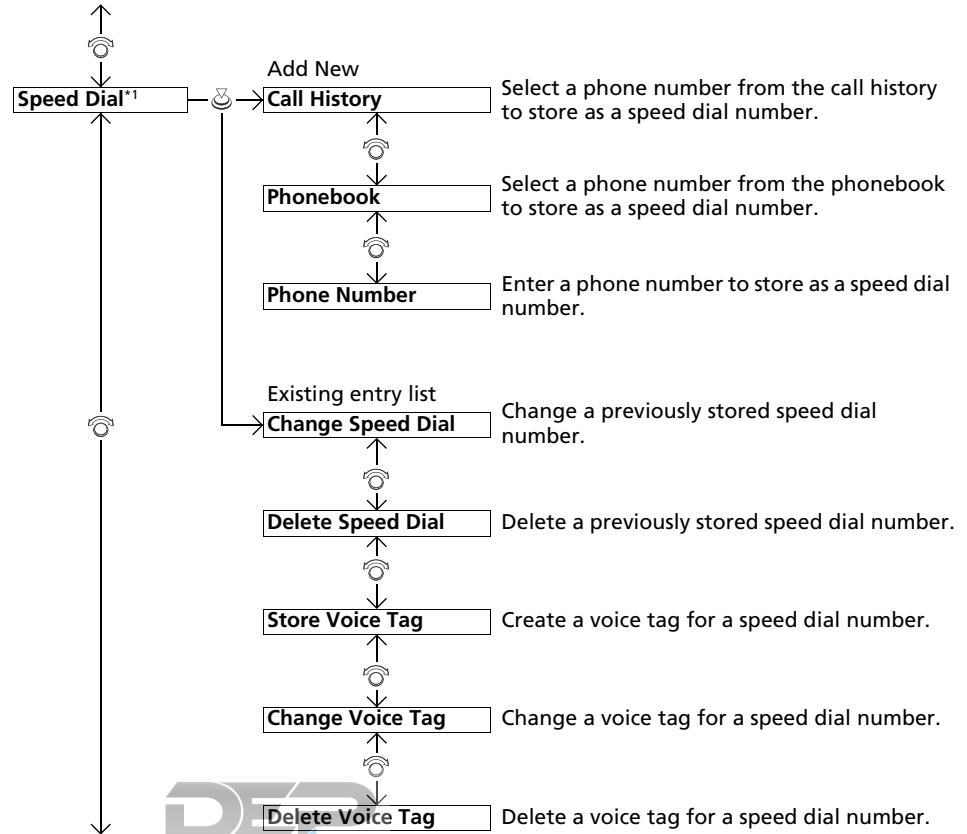 Add New
Speed Dial*1
Call History
Select a phone number from the call history
to store as a speed dial number.
Phonebook
Select a phone number from the phonebook
to store as a speed dial number.
Phone Number
Enter a phone number to store as a speed dial
number.
Existing entry list
Change Speed Dial
Change a previously stored speed dial
number.
Delete Speed Dial
Delete a previously stored speed dial number.
Store Voice Tag
Create a voice tag for a speed dial number.
Change Voice Tag
Change a voice tag for a speed dial number.
Delete Voice Tag
Delete a voice tag for a speed dial number.